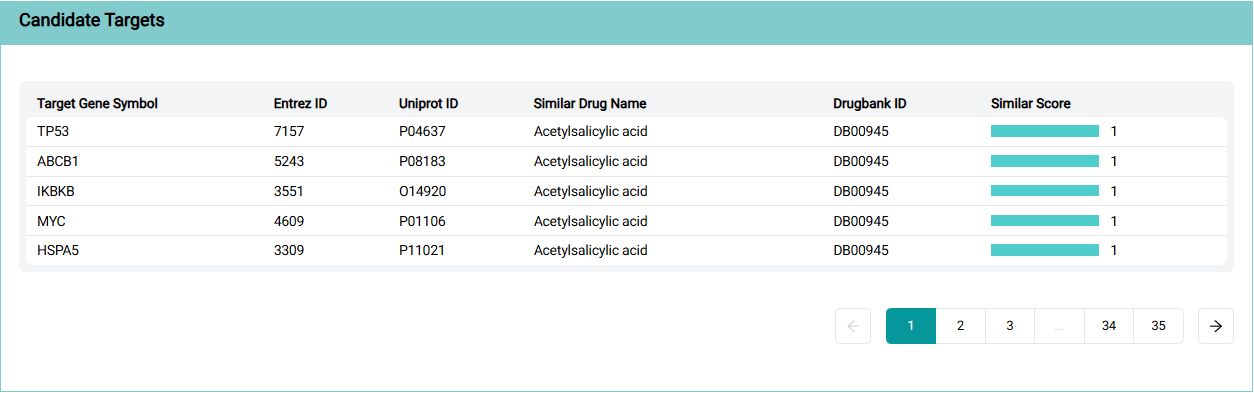 Candidate Targets
Target Gene Symbol Entrez ID Uniprot ID Similar Drug Name Drugbank ID Similar Score
TP53 7157 P04637 Acetylsalicylic acid DB00945 1
ABCB1 5243 P08183 Acetylsalicylic acid DB00945 1
IKBKB 3551 O14920 Acetylsalicylic acid DB00945 1
MYC 4609 P01106 Acetylsalicylic acid DB00945 1
HSPA5 3309 P11021 Acetylsalicylic acid DB00945 1
← 1 2 3 ... 34 35 →